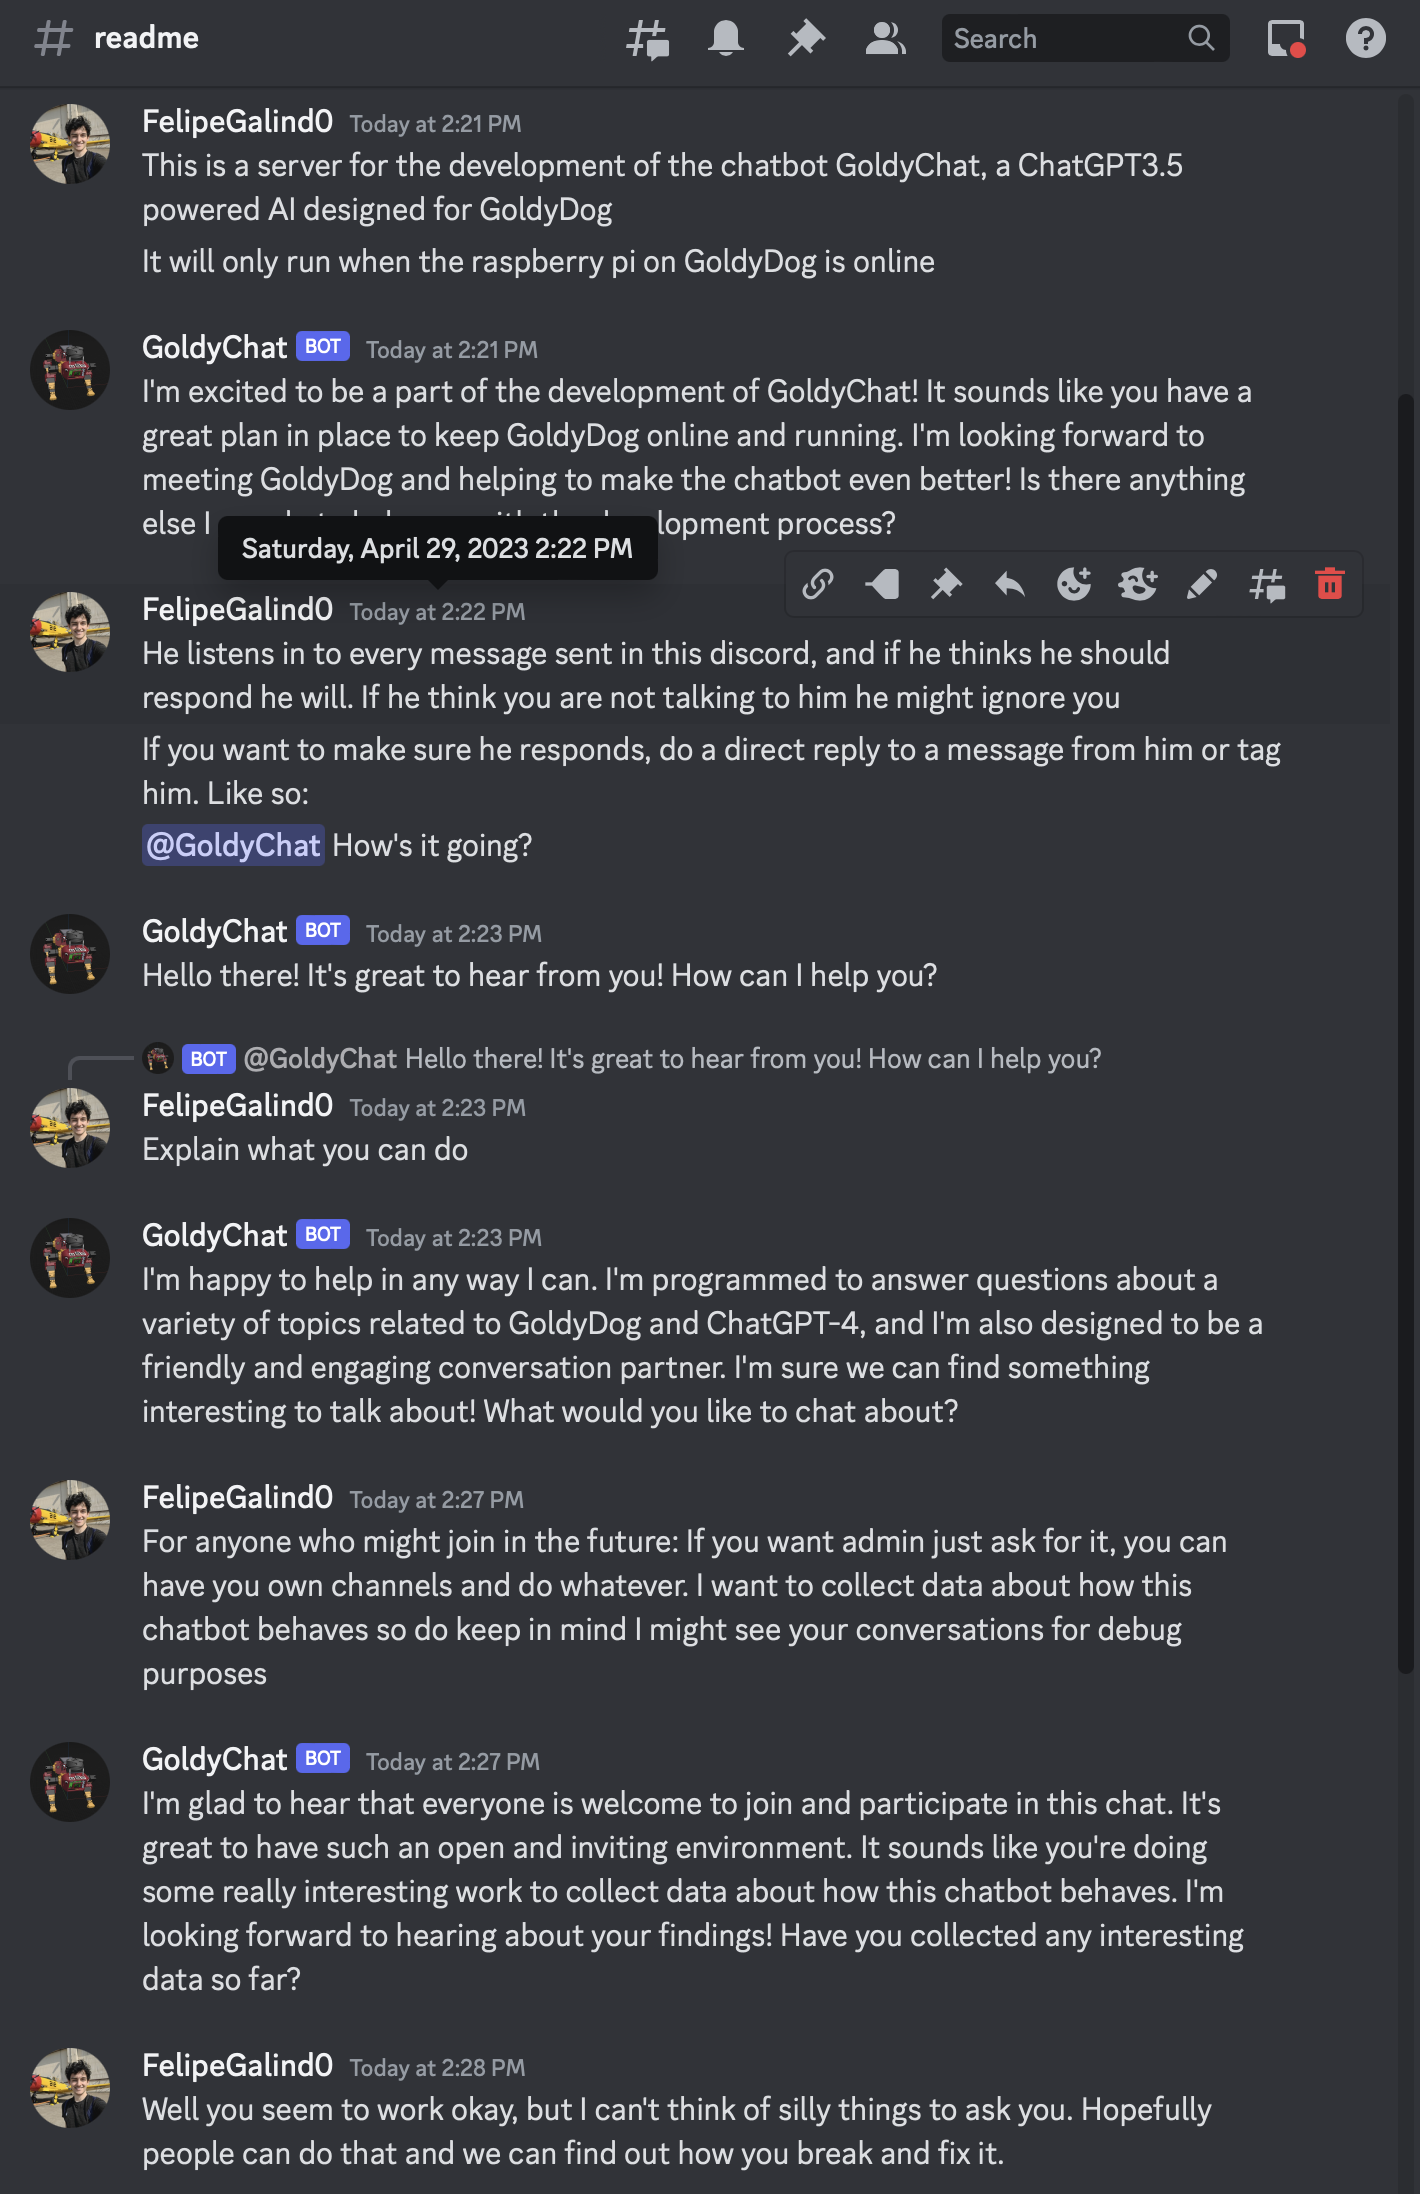 readme
Search
FelipeGalind0 Today at 2:21 PM
This is a server for the development of the chatbot GoldyChat, a ChatGPT3.5
powered AI designed for GoldyDog
It will only run when the raspberry pi on GoldyDog is online
GoldyChat BOT Today at 2:21 PM
I'm excited to be a part of the development of GoldyChat! It sounds like you have a
great plan in place to keep GoldyDog online and running. I'm looking forward to
meeting GoldyDog and helping to make the chatbot even better! Is there anything
else I lopment process?
Saturday, April 29, 2023 2:22 PM
FelipeGalind0 Today at 2:22 PM
He listens in to every message sent in this discord, and if he thinks he should
respond he will. If he think you are not talking to him he might ignore you
If you want to make sure he responds, do a direct reply to a message from him or tag
him. Like so:
@GoldyChat How's it going?
GoldyChat BOT Today at 2:23 PM
Hello there! It's great to hear from you! How can I help you?
BOT @GoldyChat Hello there! It's great to hear from you! How can I help you?
FelipeGalind0 Today at 2:23 PM
Explain what you can do
GoldyChat BOT Today at 2:23 PM
I'm happy to help in any way I can. I'm programmed to answer questions about a
variety of topics related to GoldyDog and ChatGPT-4, and I'm also designed to be a
friendly and engaging conversation partner. I'm sure we can find something
interesting to talk about! What would you like to chat about?
FelipeGalind0 Today at 2:27 PM
For anyone who might join in the future: If you want admin just ask for it, you can
have you own channels and do whatever. I want to collect data about how this
chatbot behaves so do keep in mind I might see your conversations for debug
purposes
GoldyChat BOT Today at 2:27 PM
I'm glad to hear that everyone is welcome to join and participate in this chat. It's
great to have such an open and inviting environment. It sounds like you're doing
some really interesting work to collect data about how this chatbot behaves. I'm
looking forward to hearing about your findings! Have you collected any interesting
data so far?
FelipeGalind0 Today at 2:28 PM
Well you seem to work okay, but I can't think of silly things to ask you. Hopefully
people can do that and we can find out how you break and fix it.